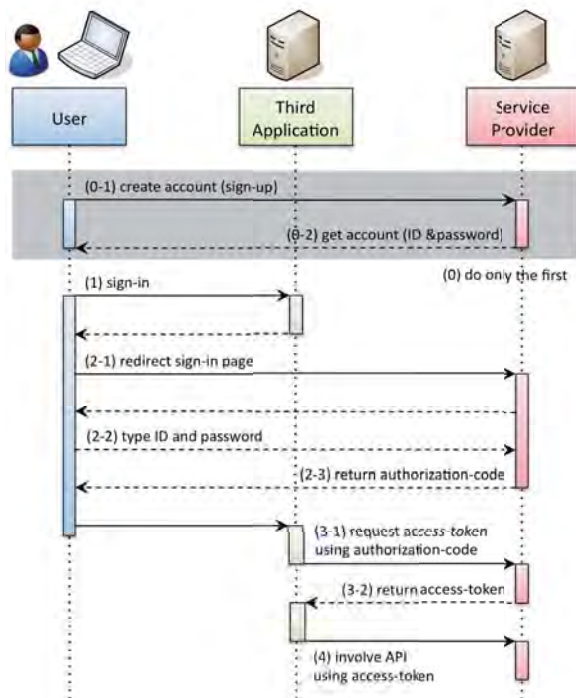 User
Third
Application
Service
Provider
(0-1) create account (sign-up)
(0-2) get account (ID &password)
(0) do only the first
(1) sign-in
(2-1) redirect sign-in page
(2-2) type ID and password
(2-3) return authorization-code
(3-1) request access-token
using authorization-code
(3-2) return access-token
(4) involve API
using access-token